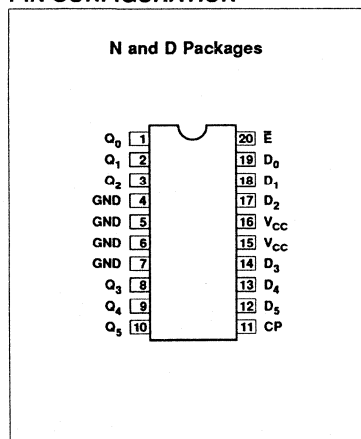 N and D Packages
Q0 1 20 E̅
Q1 2 19 D0
Q2 3 18 D1
GND 4 17 D2
GND 5 16 VCC
GND 6 15 VCC
GND 7 14 D3
Q3 8 13 D4
Q4 9 12 D5
Q5 10 11 CP